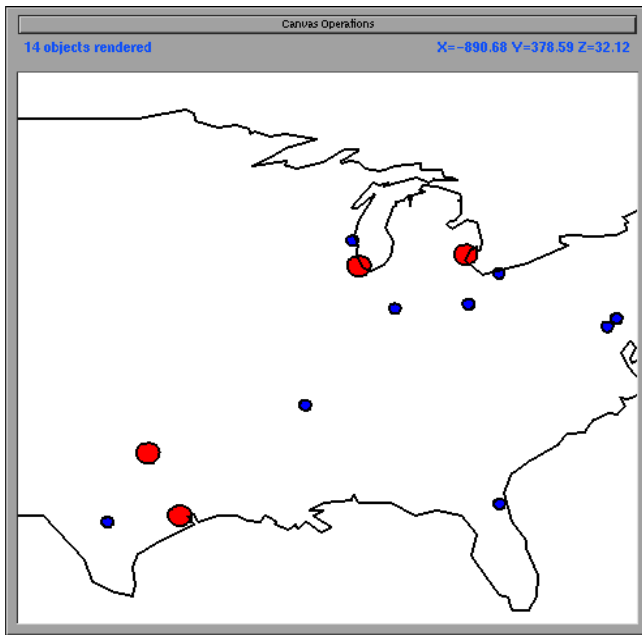 Canvas Operations
14 objects rendered X=-890.68 Y=378.59 Z=32.12